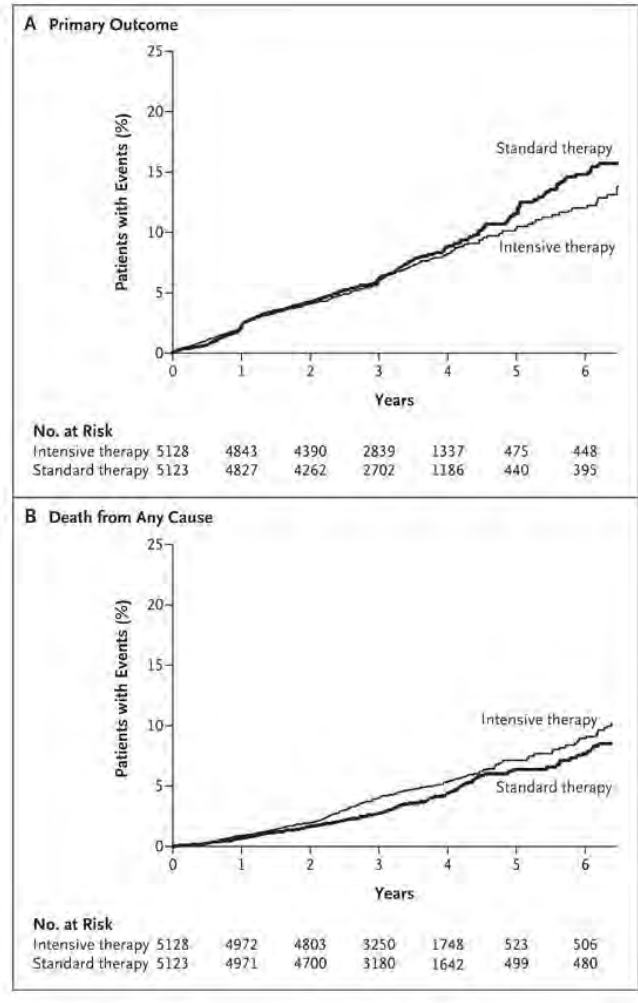 A Primary Outcome
25
20
15
10
5
0
Patients with Events (%)
Standard therapy
Intensive therapy
0 1 2 3 4 5 6
Years
No. at Risk
Intensive therapy 5128 4843 4390 2839 1337 475 448
Standard therapy 5123 4827 4262 2702 1186 440 395
B Death from Any Cause
25
20
15
10
5
0
Patients with Events (%)
Intensive therapy
Standard therapy
0 1 2 3 4 5 6
Years
No. at Risk
Intensive therapy 5128 4972 4803 3250 1748 523 506
Standard therapy 5123 4971 4700 3180 1642 499 480